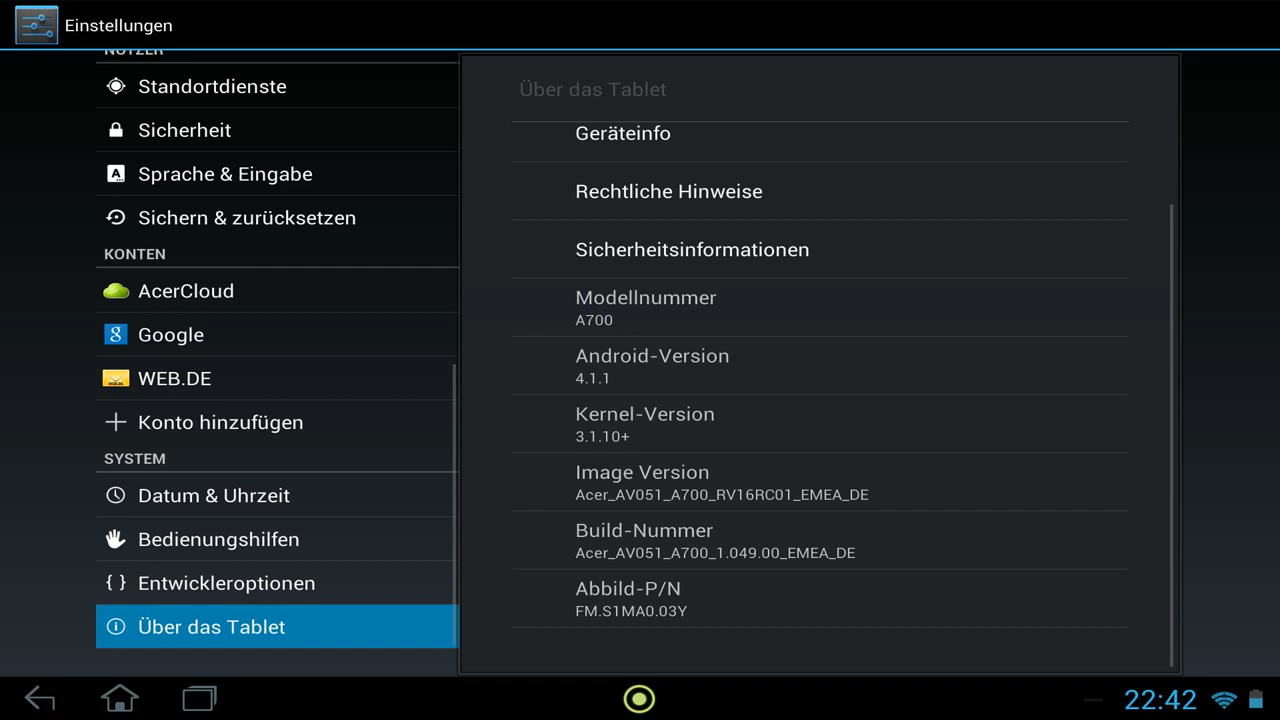 Einstellungen
NUTZER
Standortdienste
Sicherheit
Sprache & Eingabe
Sichern & zurücksetzen
KONTEN
AcerCloud
Google
WEB.DE
Konto hinzufügen
SYSTEM
Datum & Uhrzeit
Bedienungshilfen
{ } Entwickleroptionen
Über das Tablet
Über das Tablet
Geräteinfo
Rechtliche Hinweise
Sicherheitsinformationen
Modellnummer
A700
Android-Version
4.1.1
Kernel-Version
3.1.10+
Image Version
Acer_AV051_A700_RV16RC01_EMEA_DE
Build-Nummer
Acer_AV051_A700_1.049.00_EMEA_DE
Abbild-P/N
FM.S1MA0.03Y
22:42